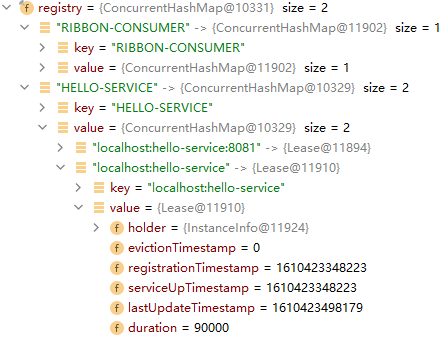 registry = {ConcurrentHashMap@10331} size = 2
"RIBBON-CONSUMER" -> {ConcurrentHashMap@11902} size = 1
key = "RIBBON-CONSUMER"
value = {ConcurrentHashMap@11902} size = 1
"HELLO-SERVICE" -> {ConcurrentHashMap@10329} size = 2
key = "HELLO-SERVICE"
value = {ConcurrentHashMap@10329} size = 2
"localhost:hello-service:8081" -> {Lease@11894}
"localhost:hello-service" -> {Lease@11910}
key = "localhost:hello-service"
value = {Lease@11910}
holder = {InstanceInfo@11924}
evictionTimestamp = 0
registrationTimestamp = 1610423348223
serviceUpTimestamp = 1610423348223
lastUpdateTimestamp = 1610423498179
duration = 90000